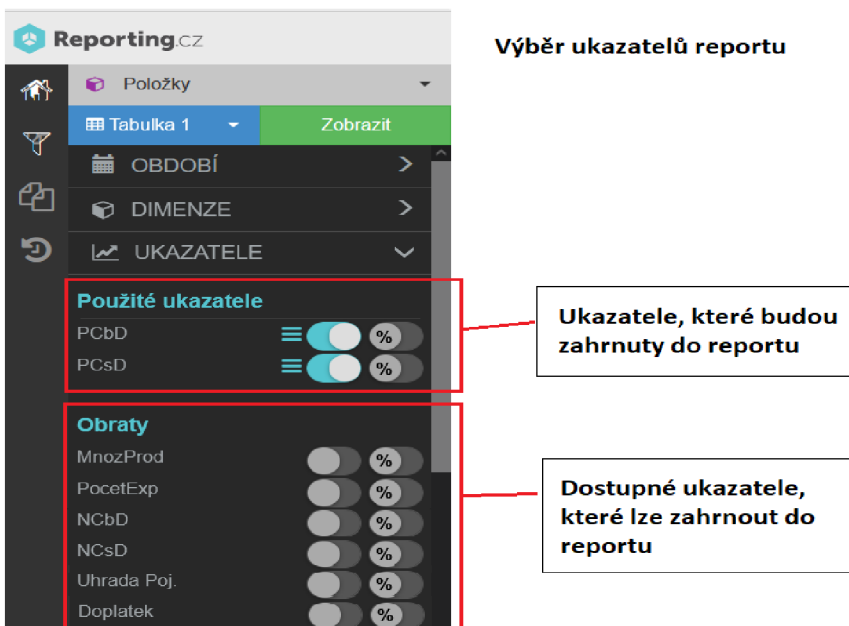 Reporting.cz
Výběr ukazatelů reportu
Položky
Tabulka 1
Zobrazit
OBDOBÍ
DIMENZE
UKAZATELE
Použité ukazatele
PCbD %
PCsD %
Ukazatele, které budou
zahrnuty do reportu
Obraty
MnozProd %
PocetExp %
NCbD %
NCsD %
Uhrada Poj. %
Doplatek %
Dostupné ukazatele,
které lze zahrnout do
reportu